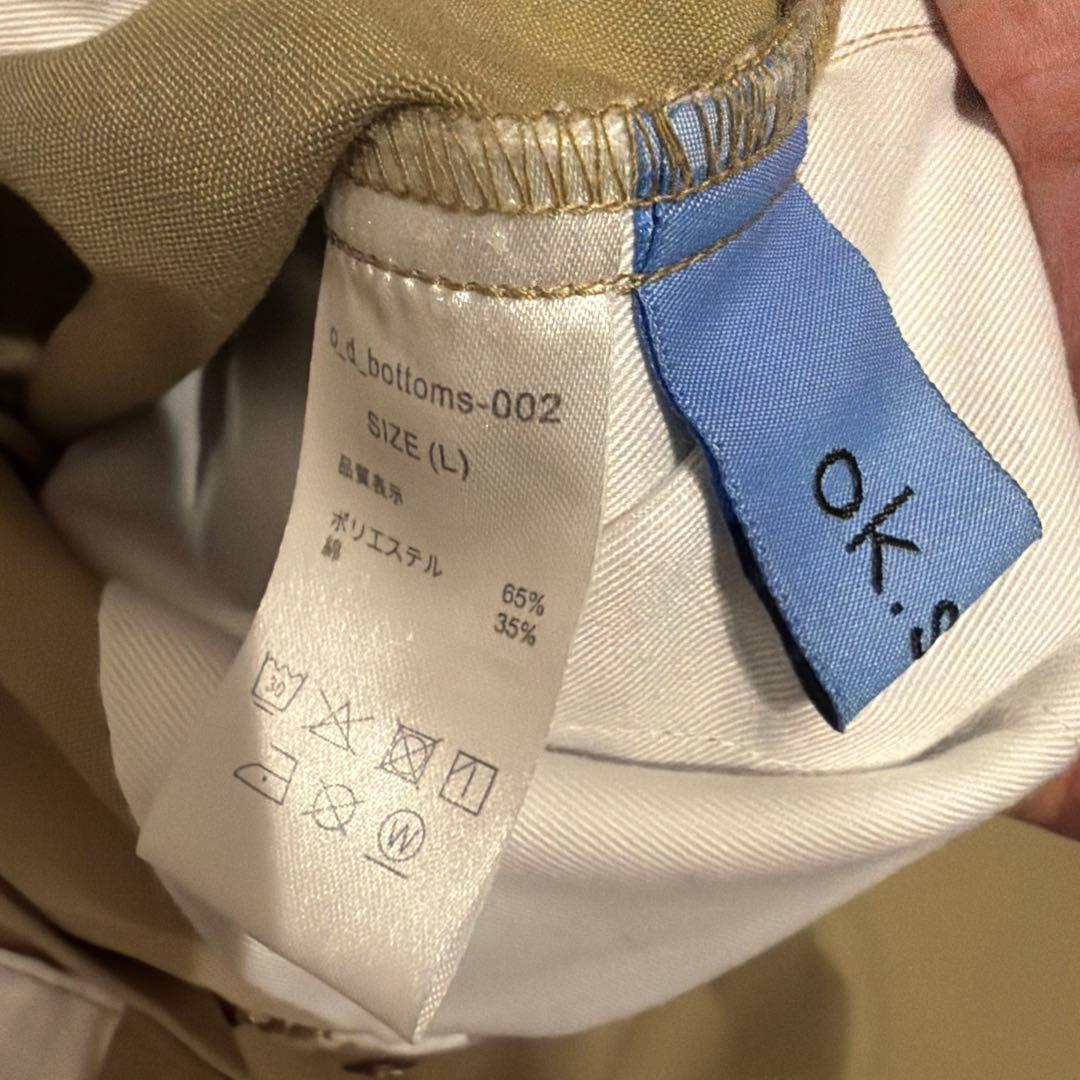 o_d_bottoms-002
SIZE (L)
品質表示
ポリエステル 65%
綿 35%
30
W
ok.s